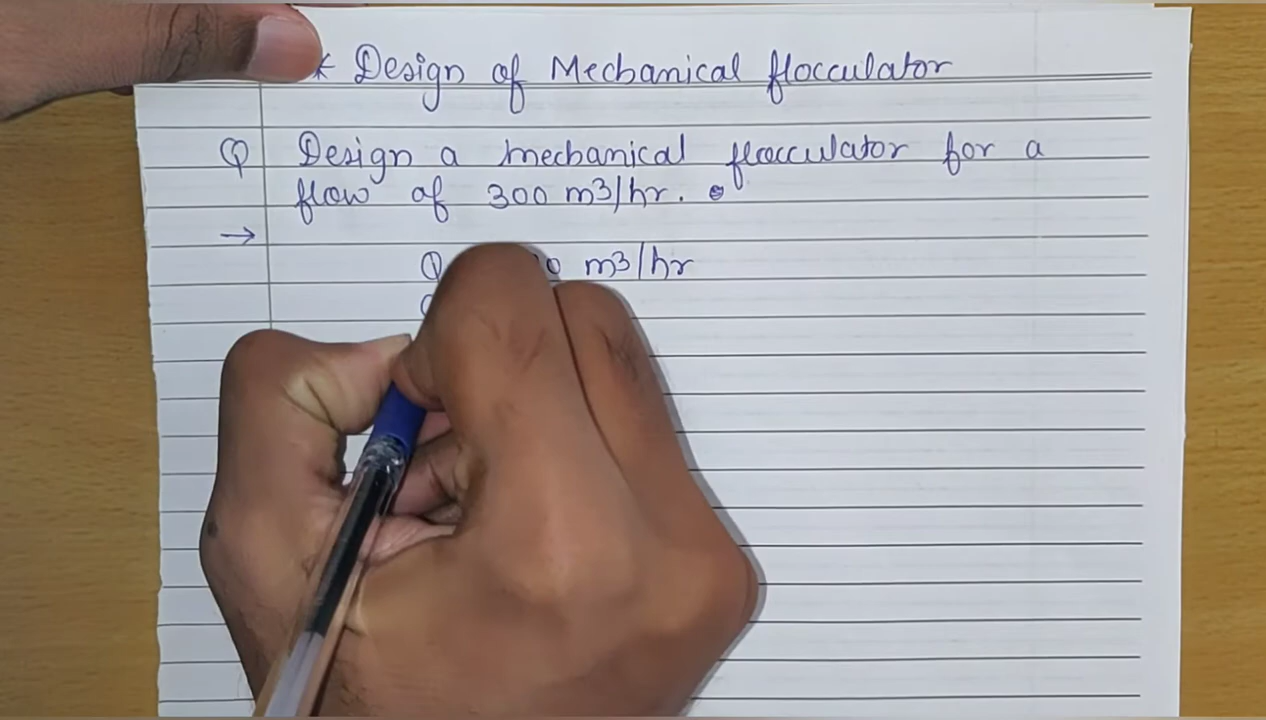 * Design of Mechanical flocculator
Q Design a mechanical flocculator for a
flow of 300 m3/hr.
→
Q m3/hr